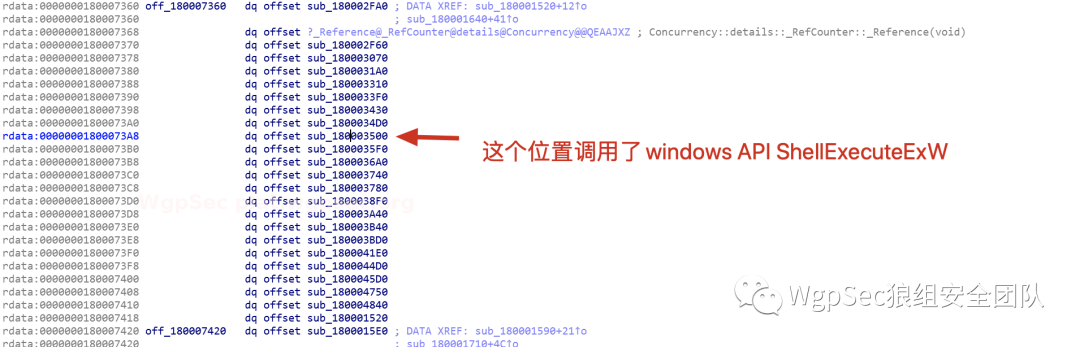 rdata:0000000180007360 off_180007360 dq offset sub_180002FA0 ; DATA XREF: sub_180001520+12↑o
rdata:0000000180007360 ; sub_180001640+41↑o
rdata:0000000180007368 dq offset ?_Reference@_RefCounter@details@Concurrency@@QEAAJXZ ; Concurrency::details::_RefCounter::_Reference(void)
rdata:0000000180007370 dq offset sub_180002F60
rdata:0000000180007378 dq offset sub_180003070
rdata:0000000180007380 dq offset sub_1800031A0
rdata:0000000180007388 dq offset sub_180003310
rdata:0000000180007390 dq offset sub_1800033F0
rdata:0000000180007398 dq offset sub_180003430
rdata:00000001800073A0 dq offset sub_1800034D0
rdata:00000001800073A8 dq offset sub_180003500
这个位置调用了windows API ShellExecuteExW
rdata:00000001800073B0 dq offset sub_1800035F0
rdata:00000001800073B8 dq offset sub_1800036A0
rdata:00000001800073C0 dq offset sub_180003740
rdata:00000001800073C8 dq offset sub_180003780
rdata:00000001800073D0 dq offset sub_1800038F0
rdata:00000001800073D8 dq offset sub_180003A40
rdata:00000001800073E0 dq offset sub_180003B40
rdata:00000001800073E8 dq offset sub_180003BD0
rdata:00000001800073F0 dq offset sub_1800041E0
rdata:00000001800073F8 dq offset sub_1800044D0
rdata:0000000180007400 dq offset sub_1800045D0
rdata:0000000180007408 dq offset sub_180004750
rdata:0000000180007410 dq offset sub_180004840
rdata:0000000180007418 dq offset sub_180001520
rdata:0000000180007420 off_180007420 dq offset sub_1800015E0 ; DATA XREF: sub_180001590+21↑o
rdata:0000000180007420 ; sub_180001710+4C↑o
WgpSec狼组安全团队